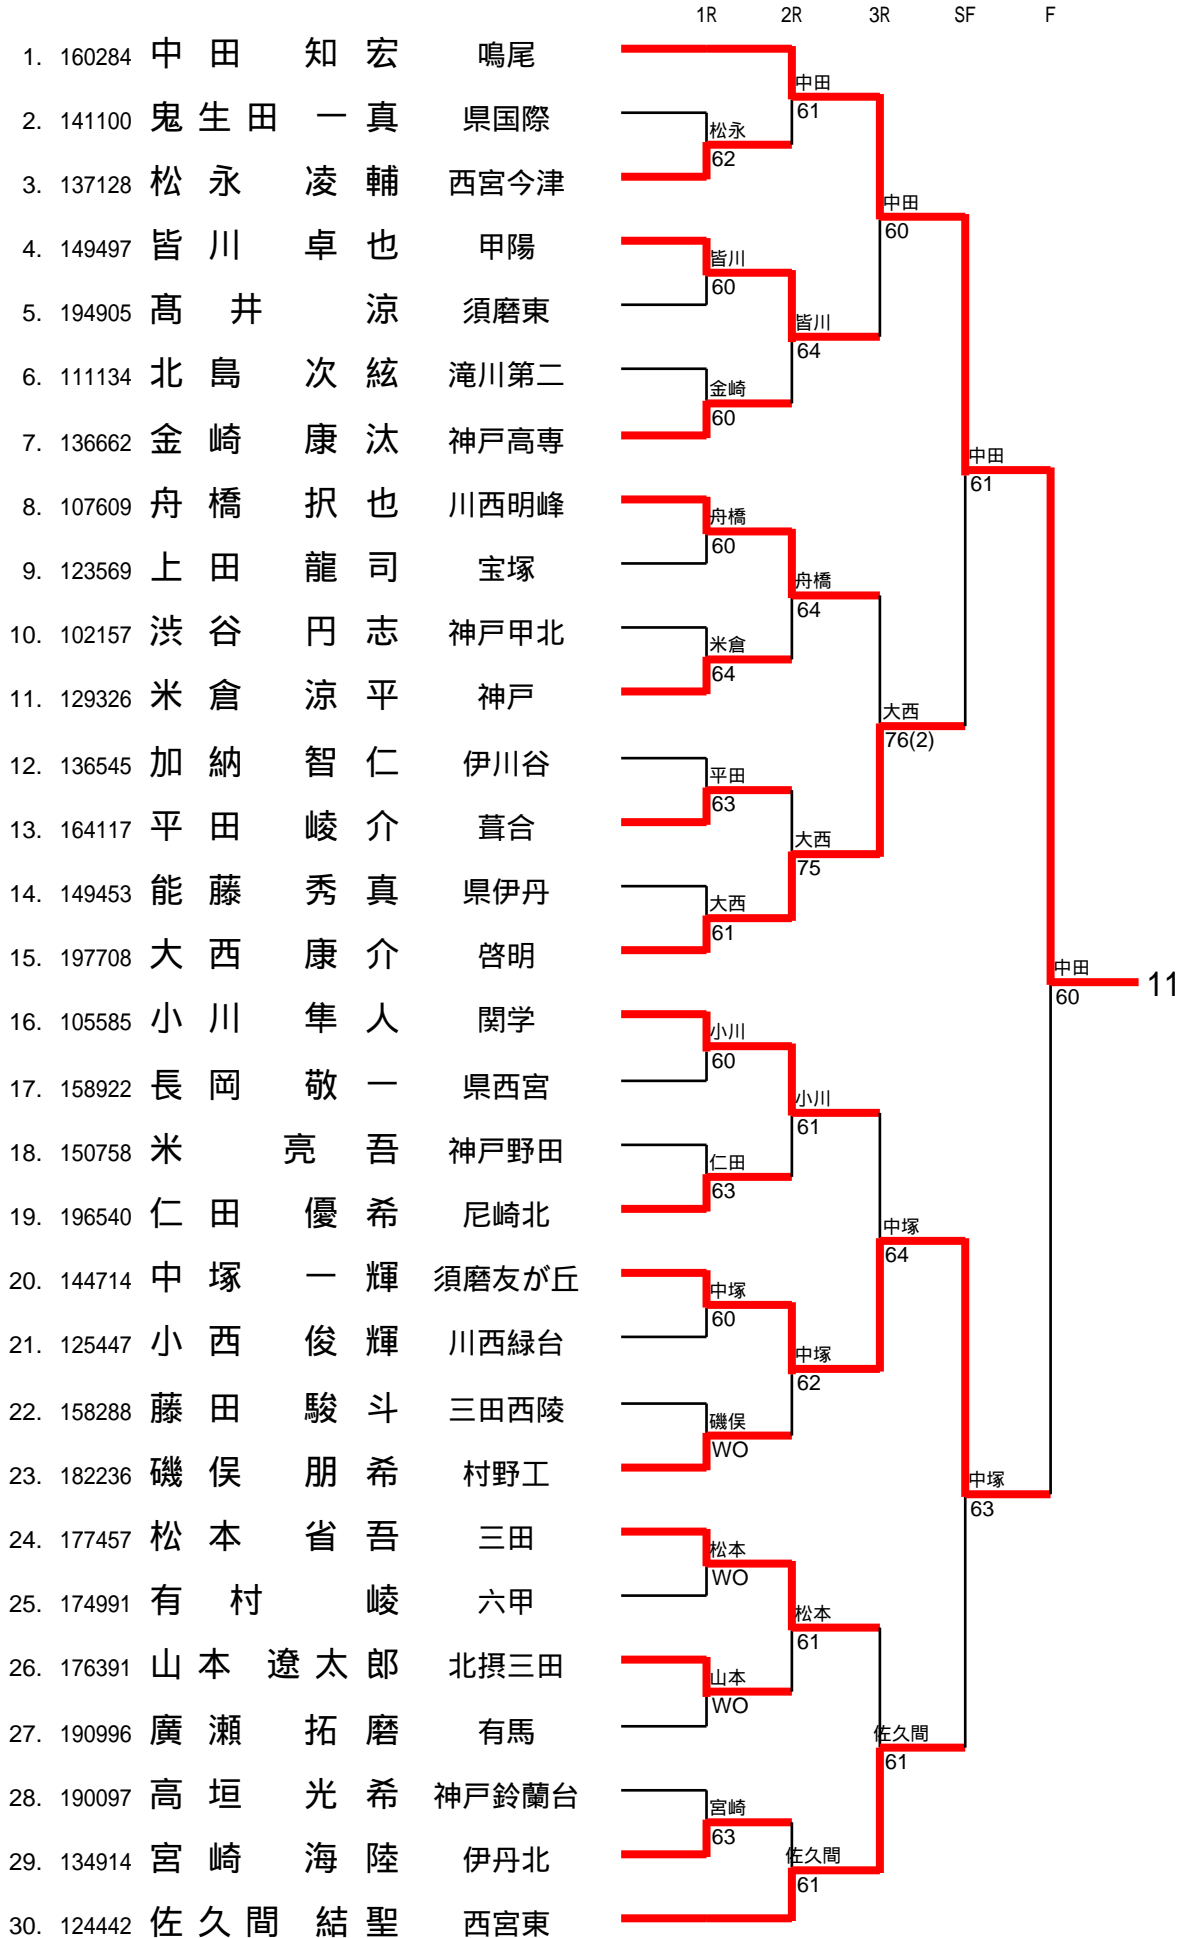 1R 2R 3R SF F
1. 160284 中田 知宏 鳴尾
中田
2. 141100 鬼生田 一真 県国際
61
松永
62
3. 137128 松永 凌輔 西宮今津
中田
60
4. 149497 皆川 卓也 甲陽
皆川
60
5. 194905 髙井 涼 須磨東
皆川
64
6. 111134 北島 次絃 滝川第二
金崎
60
7. 136662 金崎 康汰 神戸高専
中田
61
8. 107609 舟橋 択也 川西明峰
舟橋
60
9. 123569 上田 龍司 宝塚
舟橋
64
10. 102157 渋谷 円志 神戸甲北
米倉
64
11. 129326 米倉 涼平 神戸
大西
76(2)
12. 136545 加納 智仁 伊川谷
平田
63
13. 164117 平田 崚介 葺合
大西
75
14. 149453 能藤 秀真 県伊丹
大西
61
15. 197708 大西 康介 啓明
中田
60
11
16. 105585 小川 隼人 関学
小川
60
17. 158922 長岡 敬一 県西宮
小川
61
18. 150758 米 亮吾 神戸野田
仁田
63
19. 196540 仁田 優希 尼崎北
中塚
64
20. 144714 中塚 一輝 須磨友が丘
中塚
60
21. 125447 小西 俊輝 川西緑台
中塚
62
22. 158288 藤田 駿斗 三田西陵
磯俣
WO
23. 182236 磯俣 朋希 村野工
中塚
63
24. 177457 松本 省吾 三田
松本
WO
25. 174991 有村 崚 六甲
松本
61
26. 176391 山本 遼太郎 北摂三田
山本
WO
27. 190996 廣瀬 拓磨 有馬
佐久間
61
28. 190097 高垣 光希 神戸鈴蘭台
宮崎
63
29. 134914 宮崎 海陸 伊丹北
佐久間
61
30. 124442 佐久間 結聖 西宮東